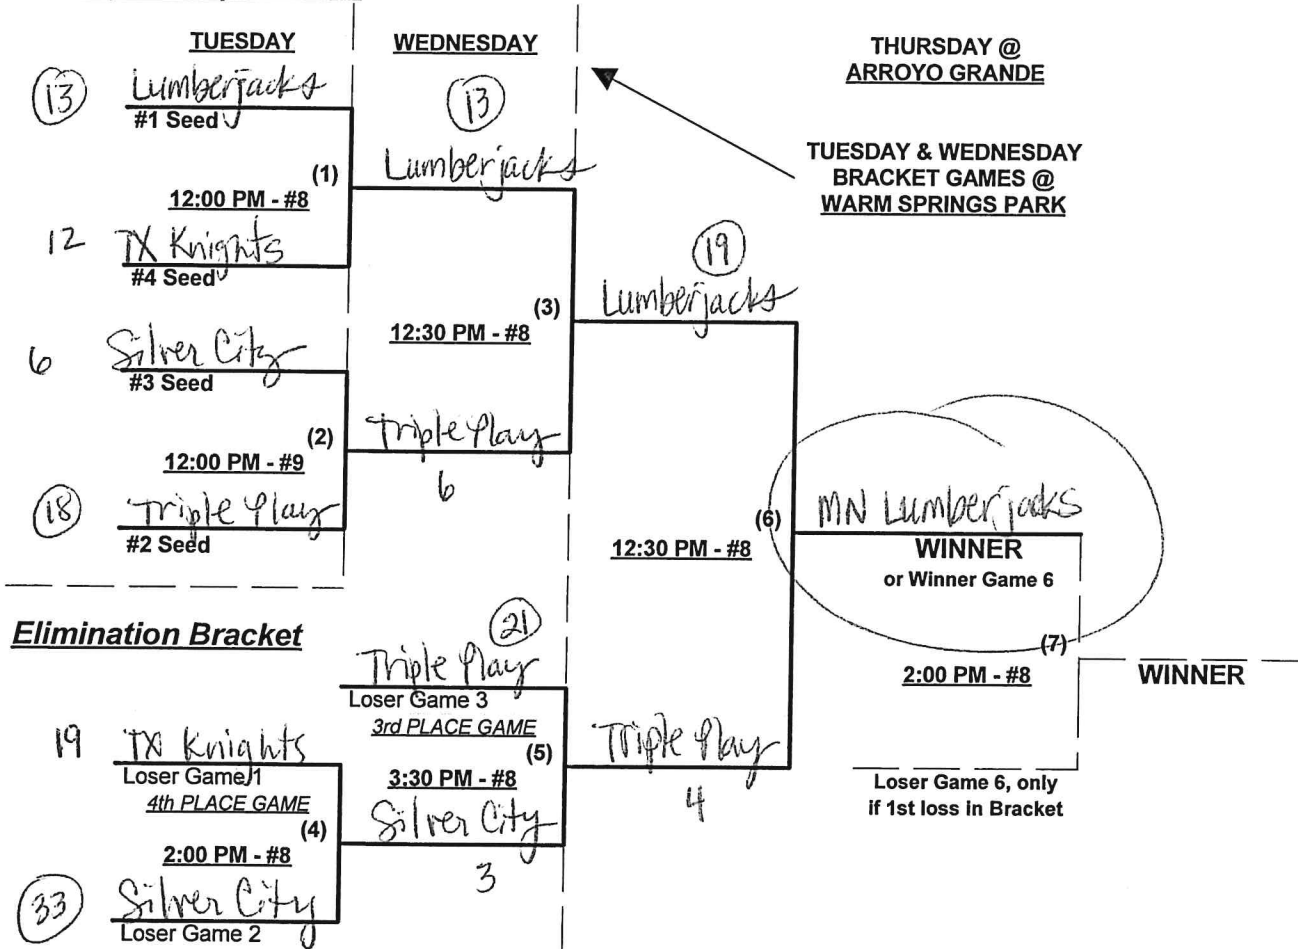 TUESDAY
WEDNESDAY
THURSDAY @
ARROYO GRANDE
TUESDAY & WEDNESDAY
BRACKET GAMES @
WARM SPRINGS PARK
13
Lumberjacks
#1 Seed
(1)
12:00 PM - #8
12
TX Knights
#4 Seed
6
Silver City
#3 Seed
(2)
12:00 PM - #9
18
Triple Play
#2 Seed
13
Lumberjacks
(3)
12:30 PM - #8
Triple Play
6
19
Lumberjacks
(6)
12:30 PM - #8
MN Lumberjacks
WINNER
or Winner Game 6
(7)
2:00 PM - #8
WINNER
Loser Game 6, only
if 1st loss in Bracket
Elimination Bracket
21
Triple Play
Loser Game 3
3rd PLACE GAME
(5)
3:30 PM - #8
Silver City
3
Triple Play
4
19
TX Knights
Loser Game 1
4th PLACE GAME
(4)
2:00 PM - #8
33
Silver City
Loser Game 2